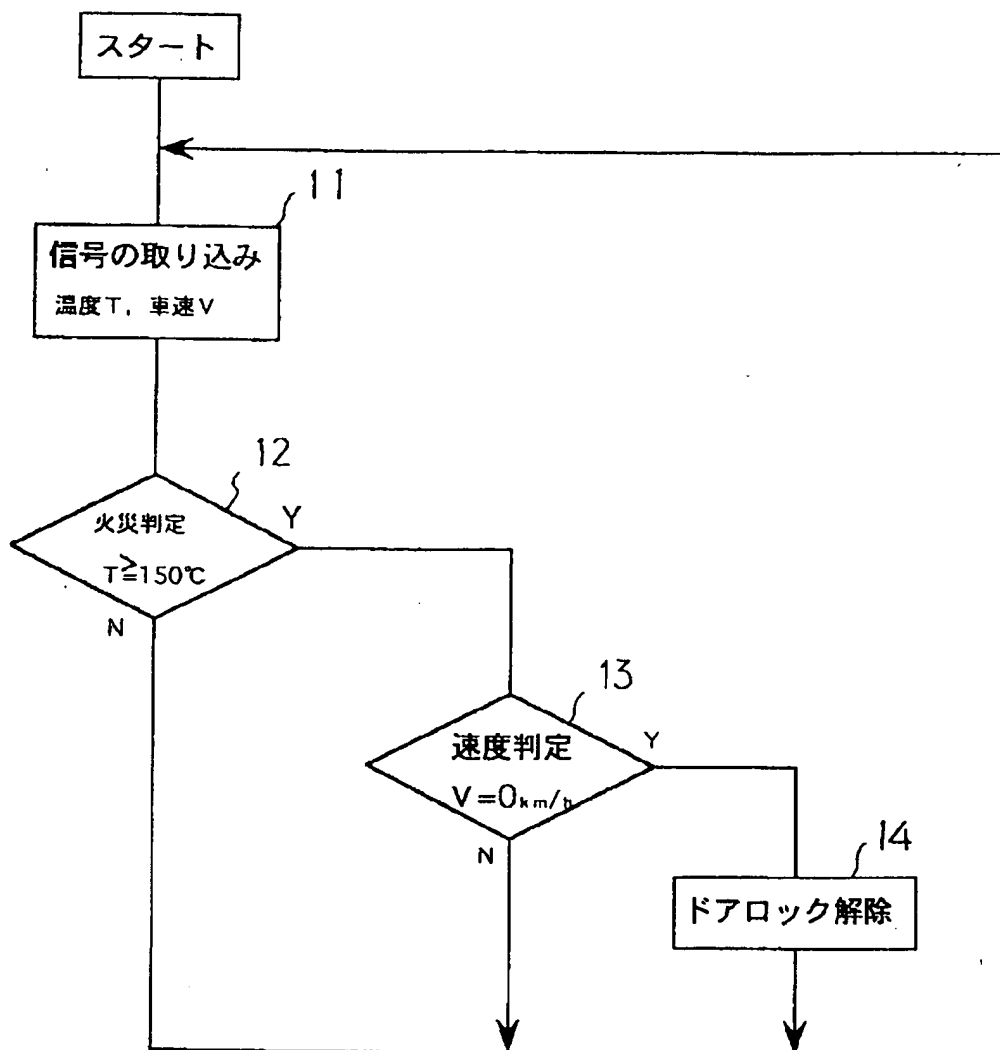 スタート
11
信号の取り込み
温度T, 車速V
12
火災判定
Y
T≧150℃
N
13
速度判定
Y
V=0km/h
N
14
ドアロック解除